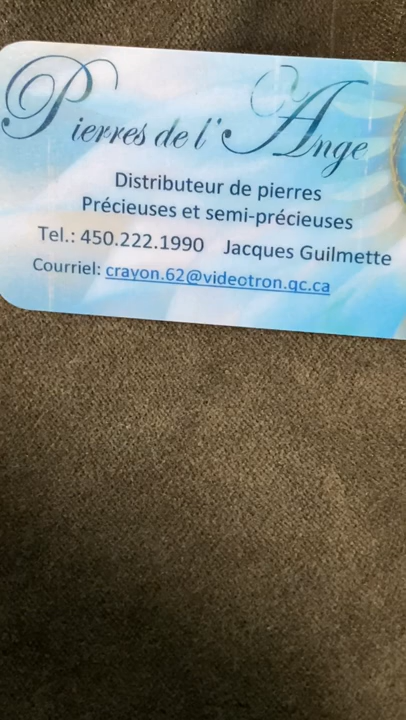 Pierres de l'Ange
Distributeur de pierres
Précieuses et semi-précieuses
Tel.: 450.222.1990 Jacques Guilmette
Courriel: crayon.62@videotron.qc.ca